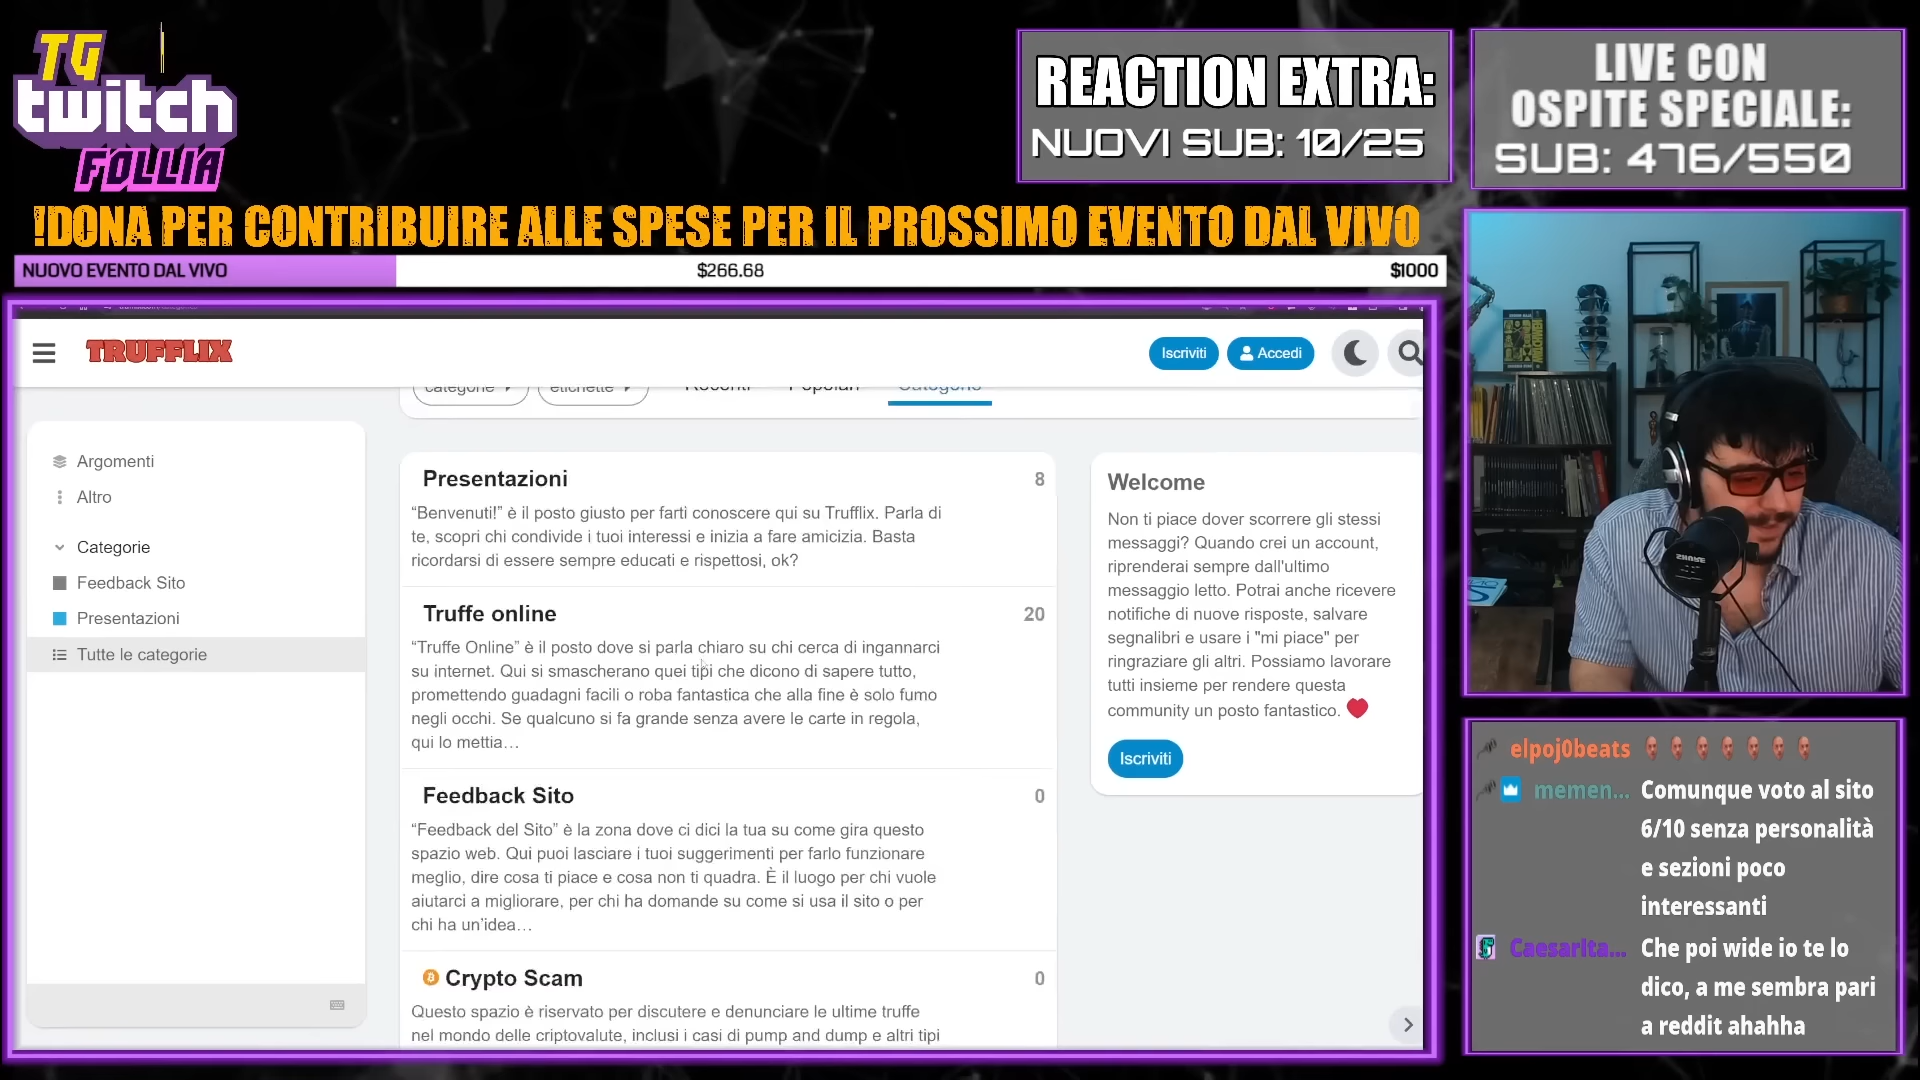 TG
twitch
FOLLIA
REACTION EXTRA:
NUOVI SUB: 10/25
LIVE CON
OSPITE SPECIALE:
SUB: 476/550
!DONA PER CONTRIBUIRE ALLE SPESE PER IL PROSSIMO EVENTO DAL VIVO
NUOVO EVENTO DAL VIVO $266.68 $1000
TRUFFLIX
Iscriviti Accedi
categorie etichette Recenti Popolari Categorie
Argomenti
Altro
Categorie
Feedback Sito
Presentazioni
Tutte le categorie
Presentazioni 8
“Benvenuti!” è il posto giusto per farti conoscere qui su Trufflix. Parla di
te, scopri chi condivide i tuoi interessi e inizia a fare amicizia. Basta
ricordarsi di essere sempre educati e rispettosi, ok?
Truffe online 20
“Truffe Online” è il posto dove si parla chiaro su chi cerca di ingannarci
su internet. Qui si smascherano quei tipi che dicono di sapere tutto,
promettendo guadagni facili o roba fantastica che alla fine è solo fumo
negli occhi. Se qualcuno si fa grande senza avere le carte in regola,
qui lo mettia…
Feedback Sito 0
“Feedback del Sito” è la zona dove ci dici la tua su come gira questo
spazio web. Qui puoi lasciare i tuoi suggerimenti per farlo funzionare
meglio, dire cosa ti piace e cosa non ti quadra. È il luogo per chi vuole
aiutarci a migliorare, per chi ha domande su come si usa il sito o per
chi ha un’idea…
Crypto Scam 0
Questo spazio è riservato per discutere e denunciare le ultime truffe
nel mondo delle criptovalute, inclusi i casi di pump and dump e altri tipi
Welcome
Non ti piace dover scorrere gli stessi
messaggi? Quando crei un account,
riprenderai sempre dall'ultimo
messaggio letto. Potrai anche ricevere
notifiche di nuove risposte, salvare
segnalibri e usare i "mi piace" per
ringraziare gli altri. Possiamo lavorare
tutti insieme per rendere questa
community un posto fantastico.
Iscriviti
SHURE
elpoj0beats
memen... Comunque voto al sito
6/10 senza personalità
e sezioni poco
interessanti
CaesarIta... Che poi wide io te lo
dico, a me sembra pari
a reddit ahahha